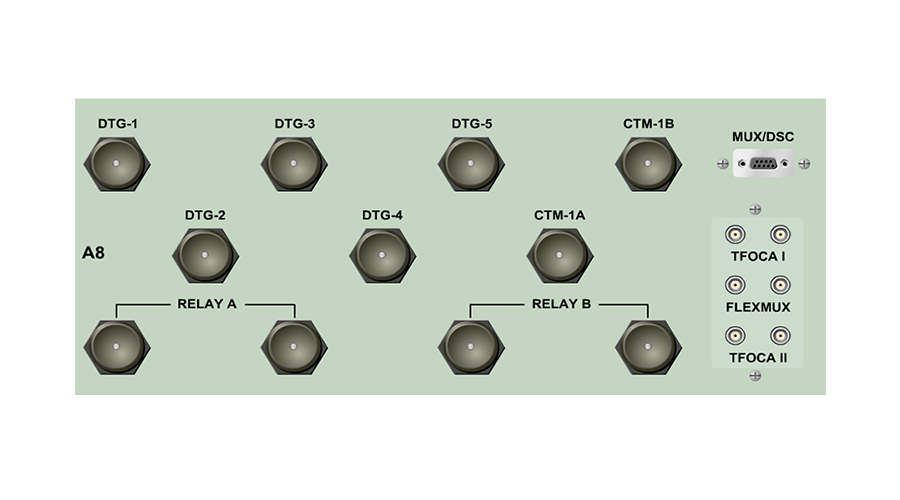 DTG-1
DTG-3
DTG-5
CTM-1B
MUX/DSC
DTG-2
DTG-4
CTM-1A
A8
TFOCA I
RELAY A
RELAY B
FLEXMUX
TFOCA II